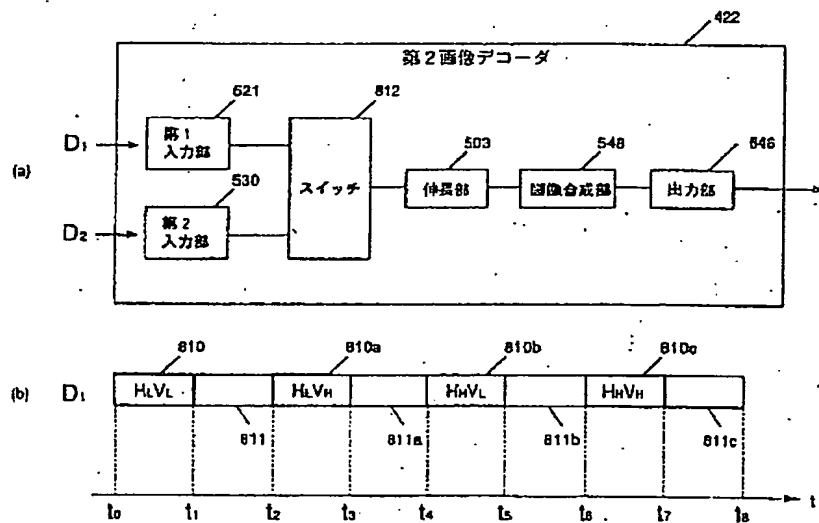 422
第2画像デコーダ
521
812
(a)
D₁
第1
入力部
スイッチ
503
伸長部
548
画像合成部
546
出力部
530
D₂
第2
入力部
810
810a
810b
810c
(b)
D₁
HLVL
HLVH
HHVL
HHVH
811
811a
811b
811c
t₀ t₁ t₂ t₃ t₄ t₅ t₆ t₇ t₈
t